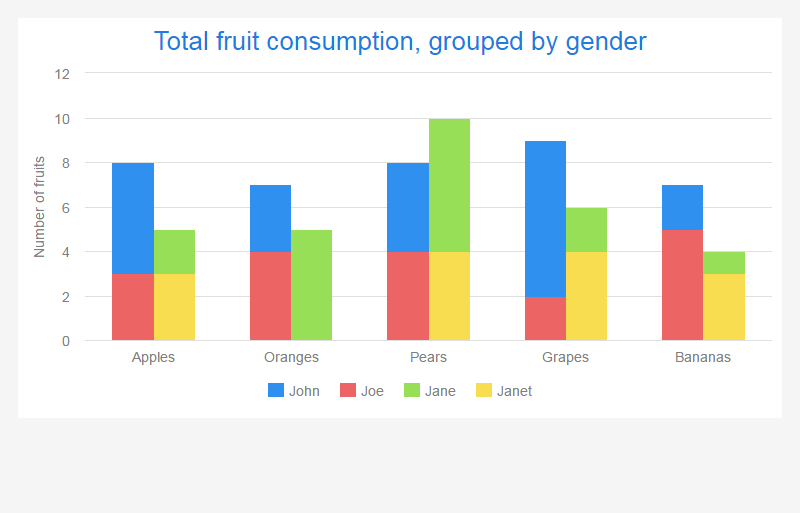 Total fruit consumption, grouped by gender
Number of fruits
12
10
8
6
4
2
0
Apples Oranges Pears Grapes Bananas
John Joe Jane Janet